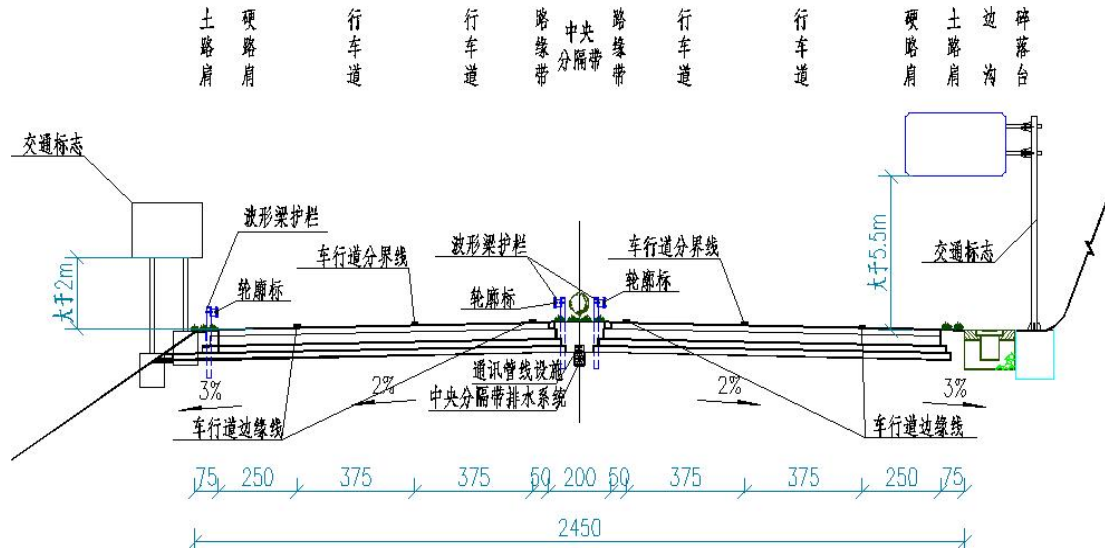 土路肩
硬路肩
行车道
行车道
路缘带
中央
分隔带
路缘带
行车道
行车道
硬路肩
土路肩
边沟
碎落台
交通标志
波形梁护栏
车行道分界线
波形梁护栏
车行道分界线
交通标志
大于2m
轮廓标
轮廓标
轮廓标
大于5.5m
通讯管线设施
中央分隔带排水系统
3%
2%
2%
3%
车行道边缘线
车行道边缘线
75
250
375
375
50
200
50
375
375
250
75
2450